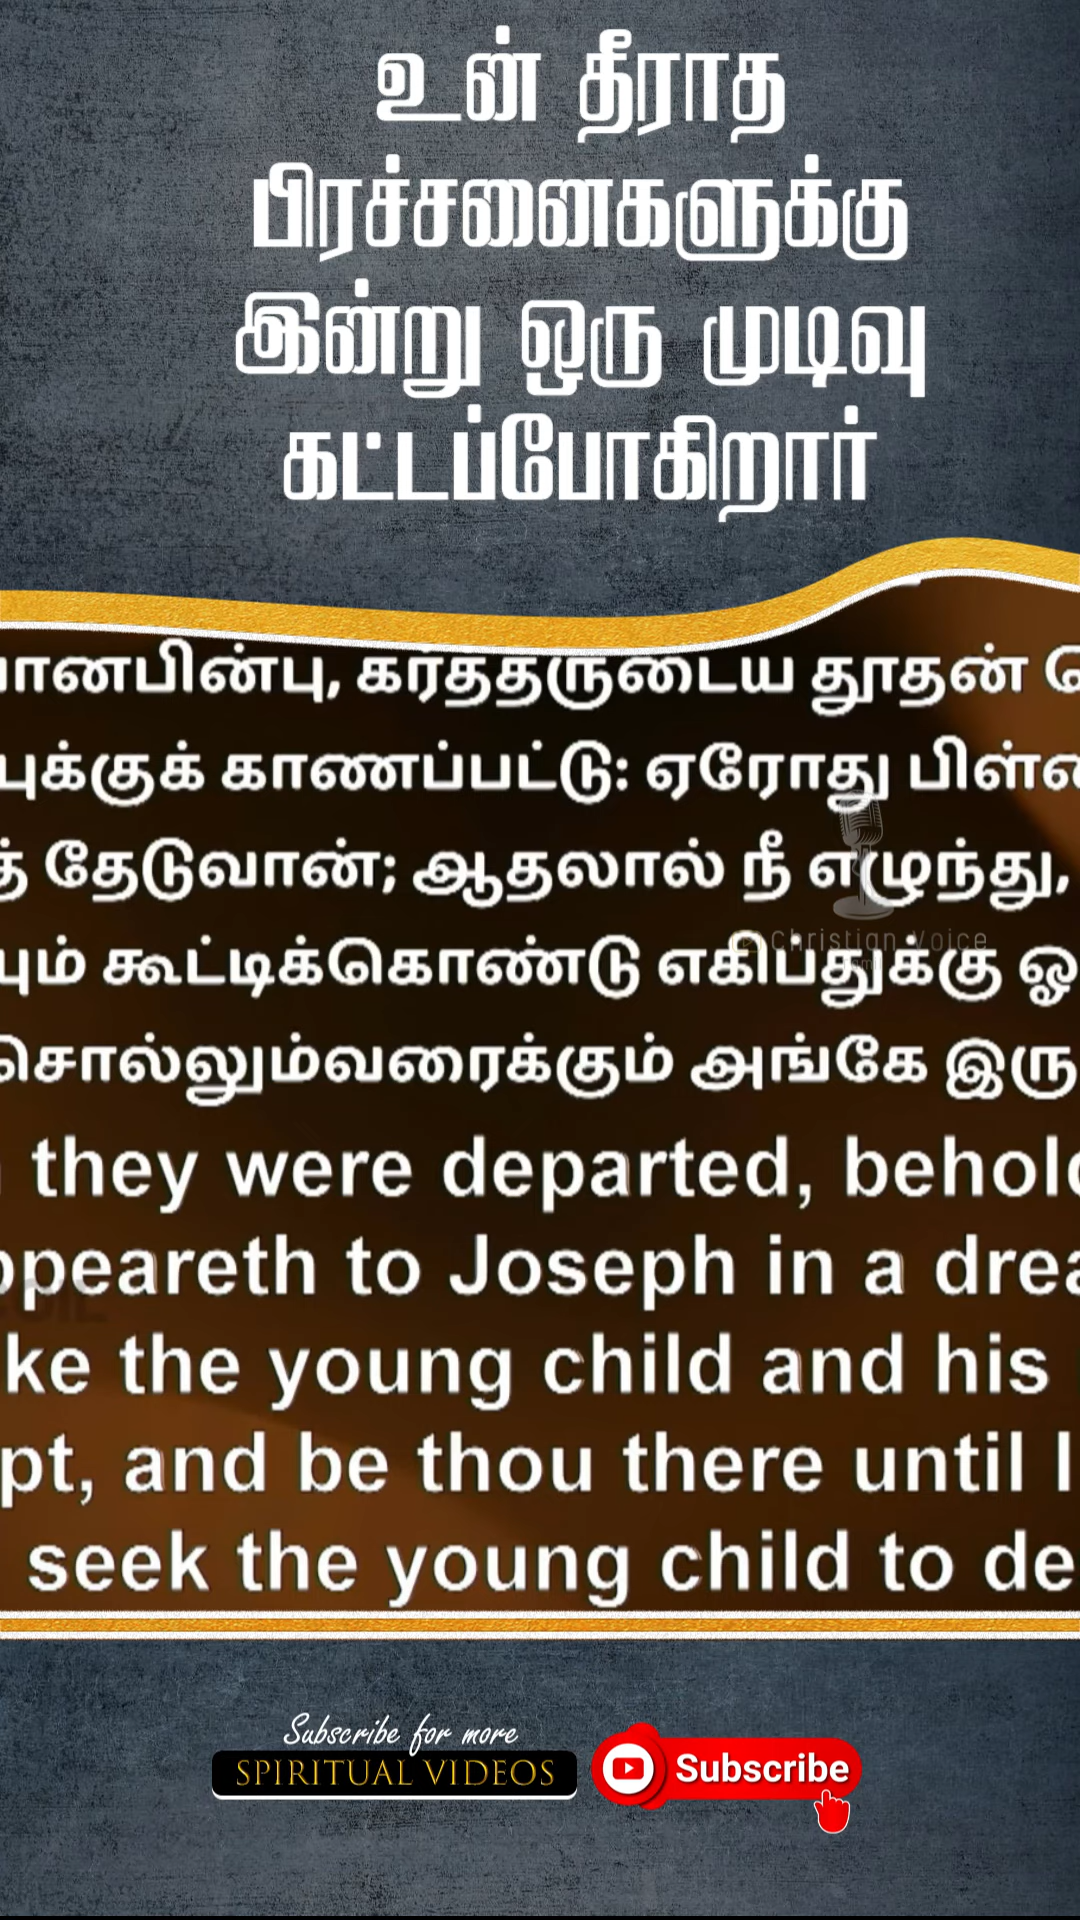 உன் தீராத
பிரச்சனைகளுக்கு
இன்று ஒரு முடிவு
கட்டப்போகிறார்
பின்பு, கர்த்தருடைய தூதன்
காணப்பட்டு: ஏரோது
தேடுவான்; ஆதலால் நீ எழுந்து,
Christian Voice
Tamil
கூட்டிக்கொண்டு எகிப்துக்கு
சொல்லும்வரைக்கும் அங்கே இரு
they were departed, behold
ppeareth to Joseph in a drea
ke the young child and his
pt, and be thou there until I
seek the young child to de
Subscribe for more
SPIRITUAL VIDEOS
Subscribe